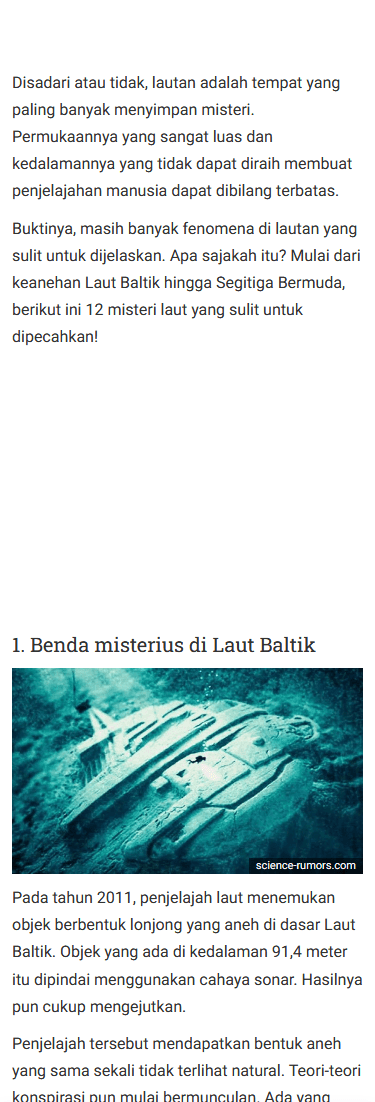 Disadari atau tidak, lautan adalah tempat yang
paling banyak menyimpan misteri.
Permukaannya yang sangat luas dan
kedalamannya yang tidak dapat diraih membuat
penjelajahan manusia dapat dibilang terbatas.
Buktinya, masih banyak fenomena di lautan yang
sulit untuk dijelaskan. Apa sajakah itu? Mulai dari
keanehan Laut Baltik hingga Segitiga Bermuda,
berikut ini 12 misteri laut yang sulit untuk
dipecahkan!
1. Benda misterius di Laut Baltik
science-rumors.com
Pada tahun 2011, penjelajah laut menemukan
objek berbentuk lonjong yang aneh di dasar Laut
Baltik. Objek yang ada di kedalaman 91,4 meter
itu dipindai menggunakan cahaya sonar. Hasilnya
pun cukup mengejutkan.
Penjelajah tersebut mendapatkan bentuk aneh
yang sama sekali tidak terlihat natural. Teori-teori
konspirasi pun mulai bermunculan. Ada yang